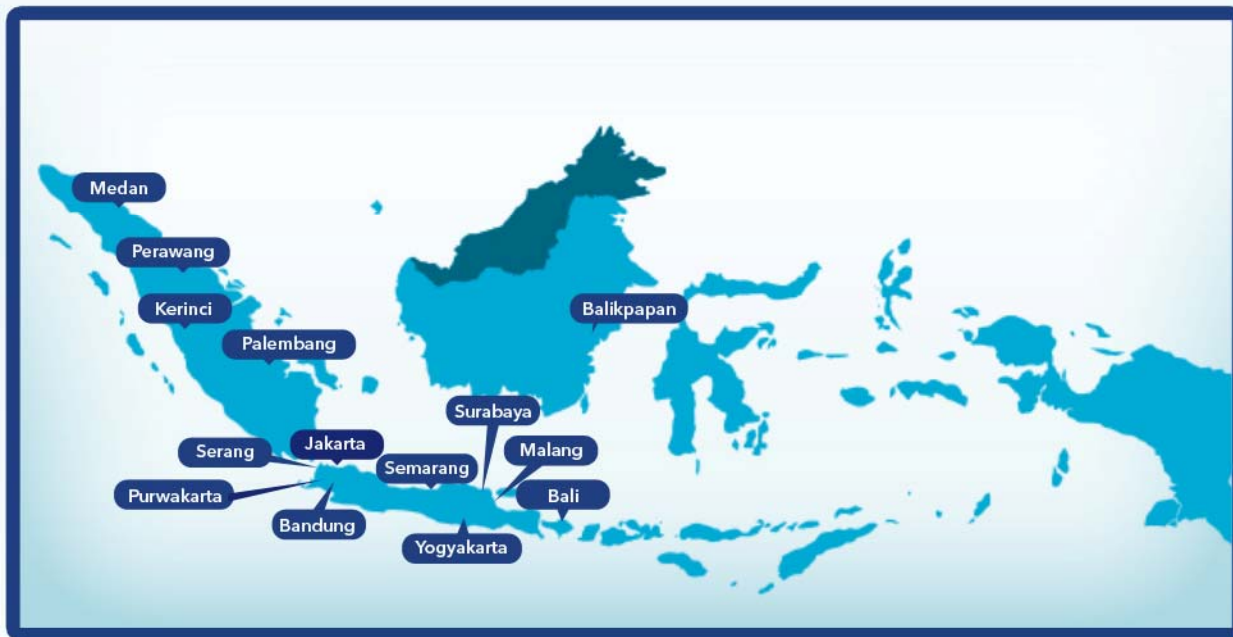 Medan
Perawang
Kerinci
Balikpapan
Palembang
Surabaya
Jakarta
Serang
Malang
Semarang
Purwakarta
Bali
Bandung
Yogyakarta